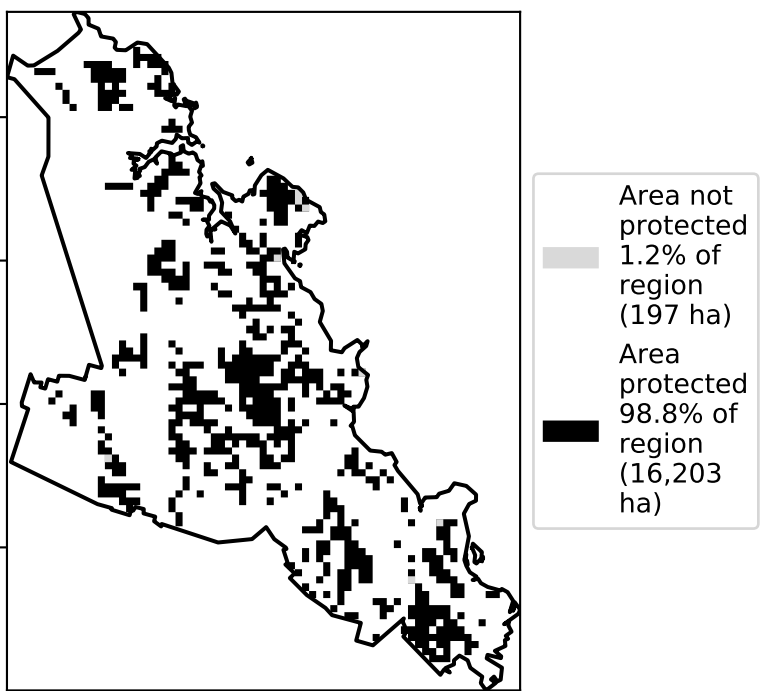 Area not
protected
1.2% of
region
(197 ha)
Area
protected
98.8% of
region
(16,203
ha)